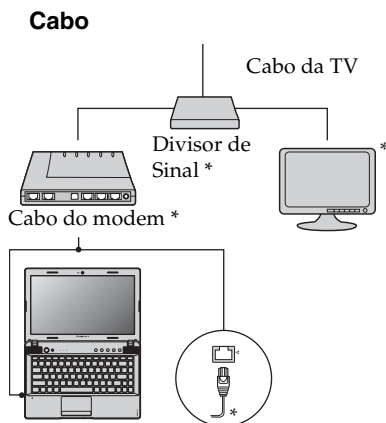 Cabo
Cabo da TV
Divisor de
Sinal *
*
Cabo do modem *
*